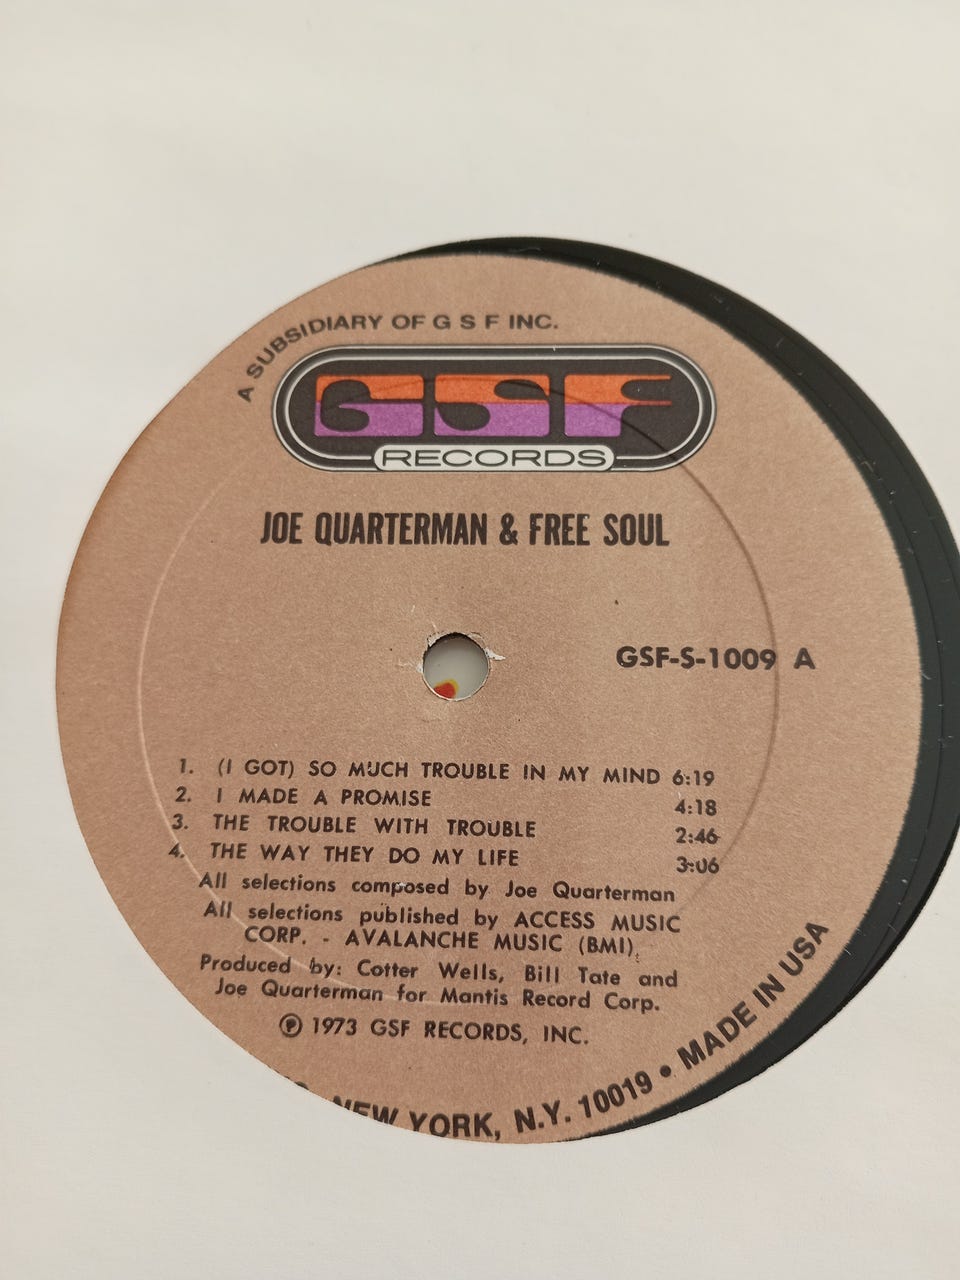 A SUBSIDIARY OF G S F INC.
GSF
RECORDS
JOE QUARTERMAN & FREE SOUL
GSF-S-1009 A
1. (I GOT) SO MUCH TROUBLE IN MY MIND 6:19
2. I MADE A PROMISE 4:18
3. THE TROUBLE WITH TROUBLE 2:46
4. THE WAY THEY DO MY LIFE 3:06
All selections composed by Joe Quarterman
All selections published by ACCESS MUSIC
CORP. - AVALANCHE MUSIC (BMI)
Produced by: Cotter Wells, Bill Tate and
Joe Quarterman for Mantis Record Corp.
℗ 1973 GSF RECORDS, INC.
NEW YORK, N.Y. 10019 • MADE IN USA